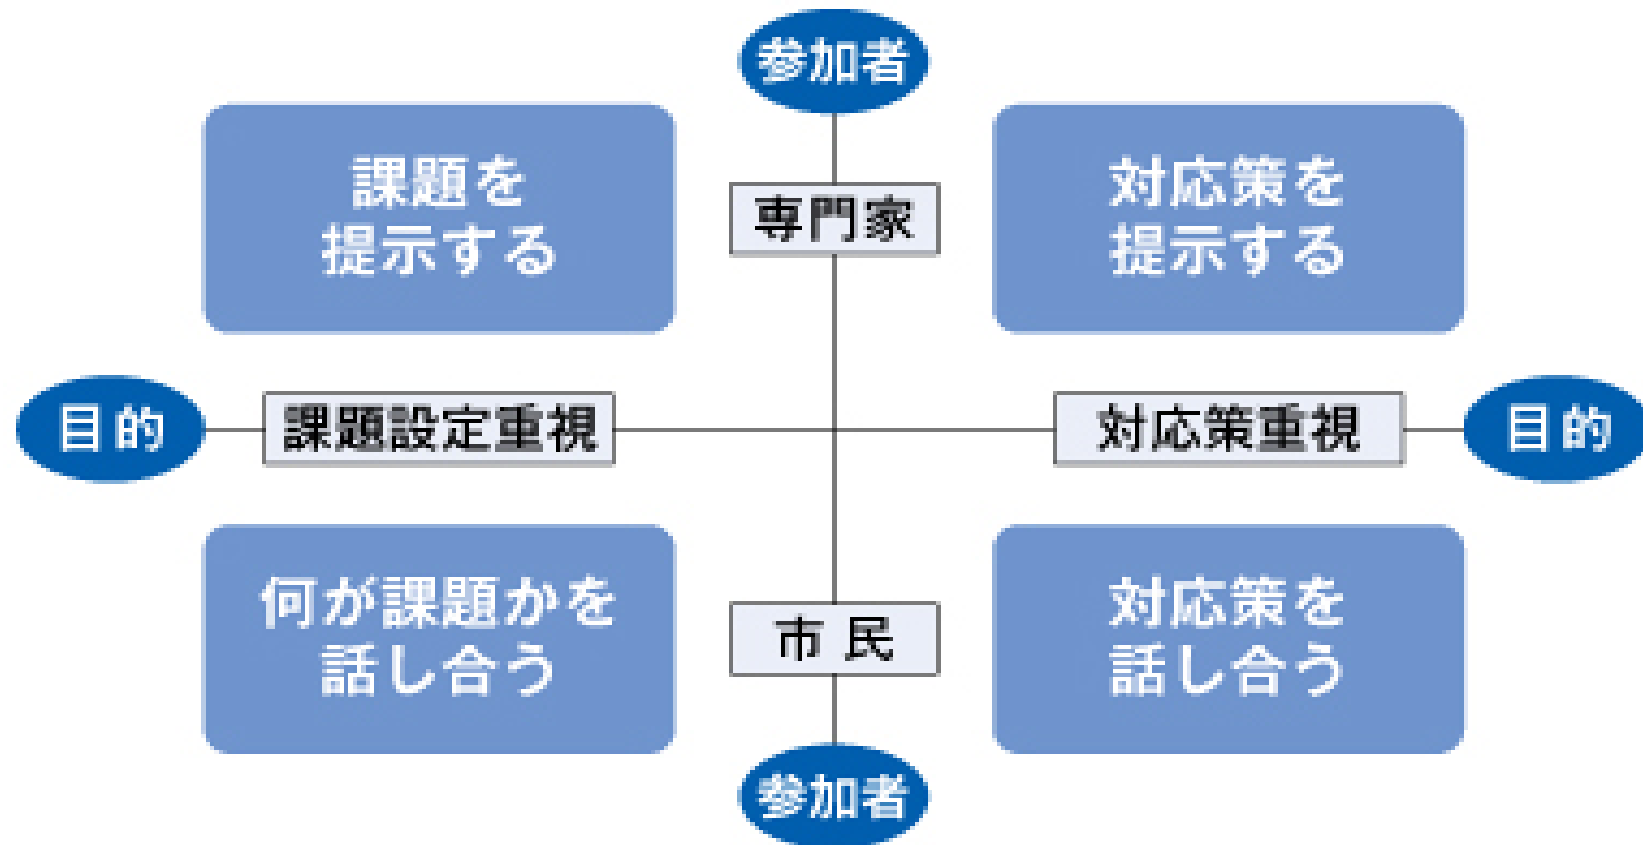 参加者
課題を
提示する
専門家
対応策を
提示する
目的
課題設定重視
対応策重視
目的
何が課題かを
話し合う
市民
対応策を
話し合う
参加者